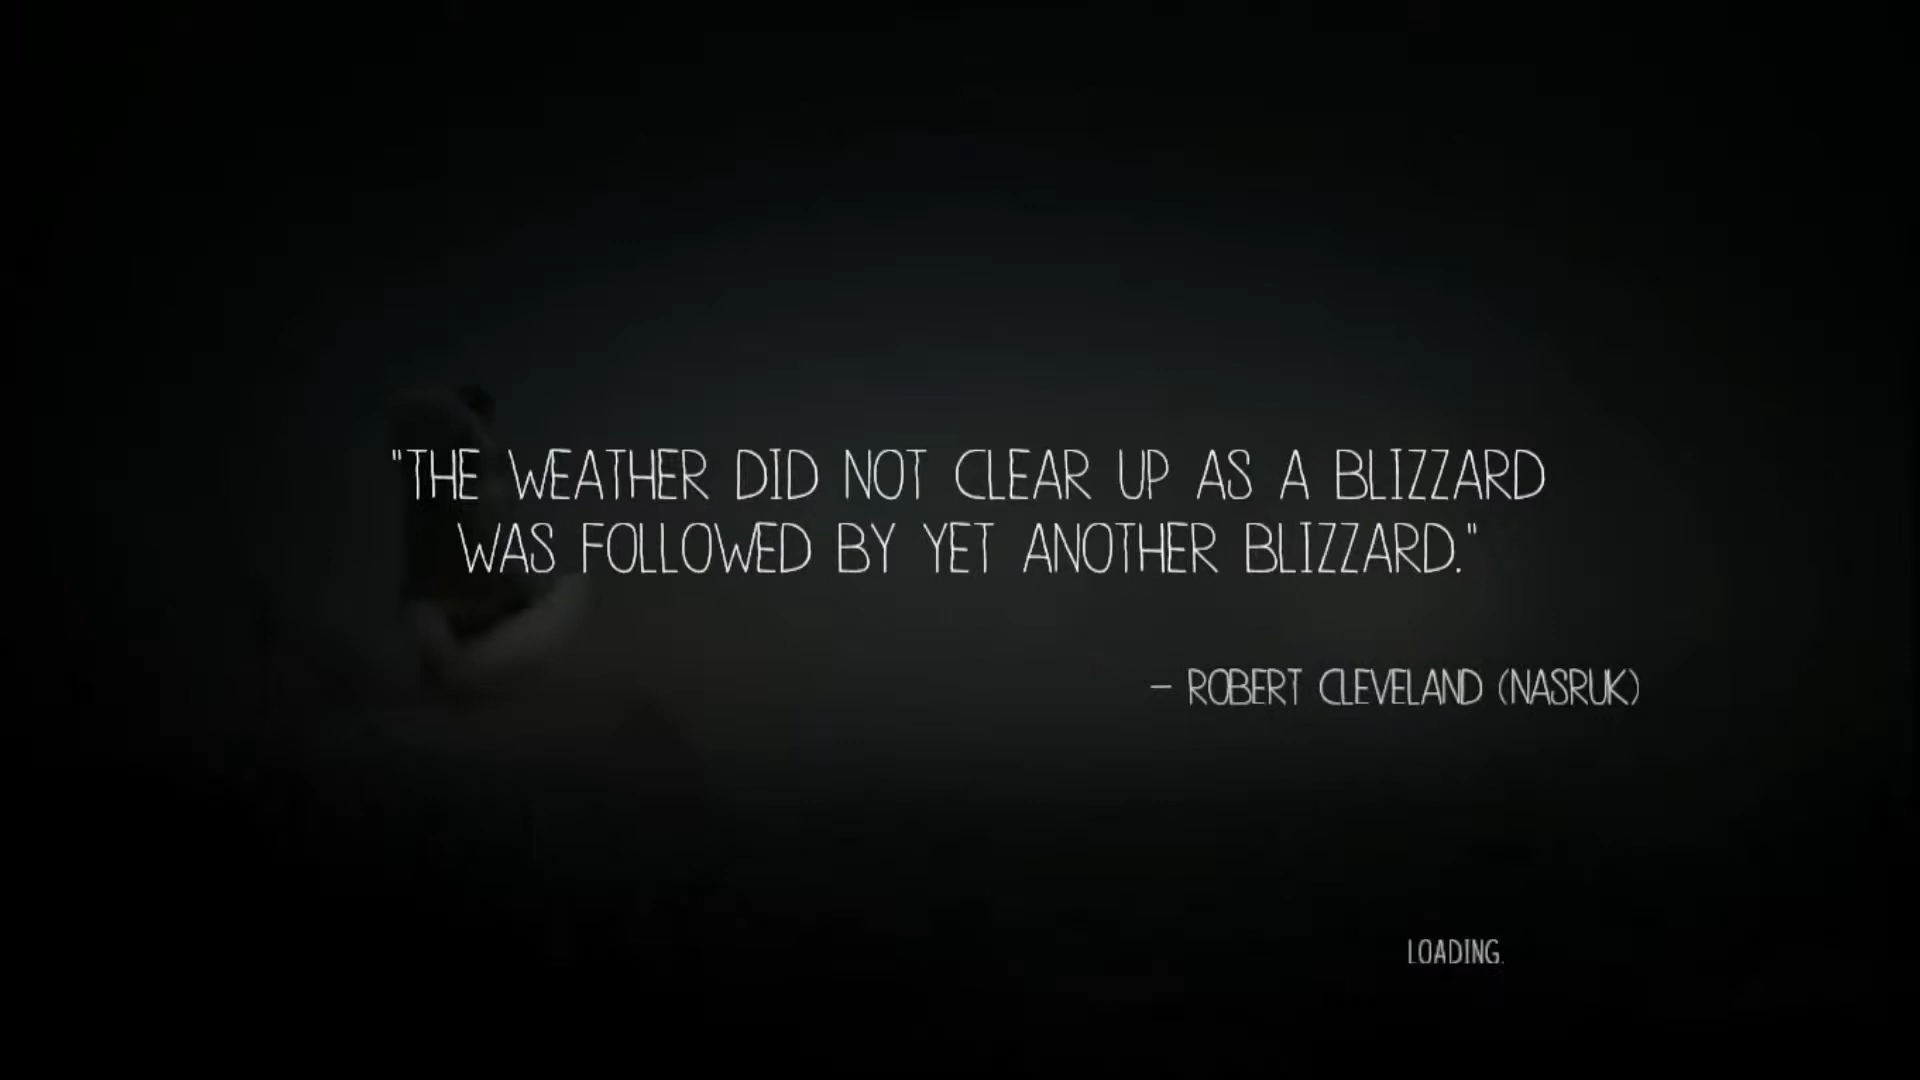 "THE WEATHER DID NOT CLEAR UP AS A BLIZZARD
WAS FOLLOWED BY YET ANOTHER BLIZZARD."
– ROBERT CLEVELAND (NASRUK)
LOADING.